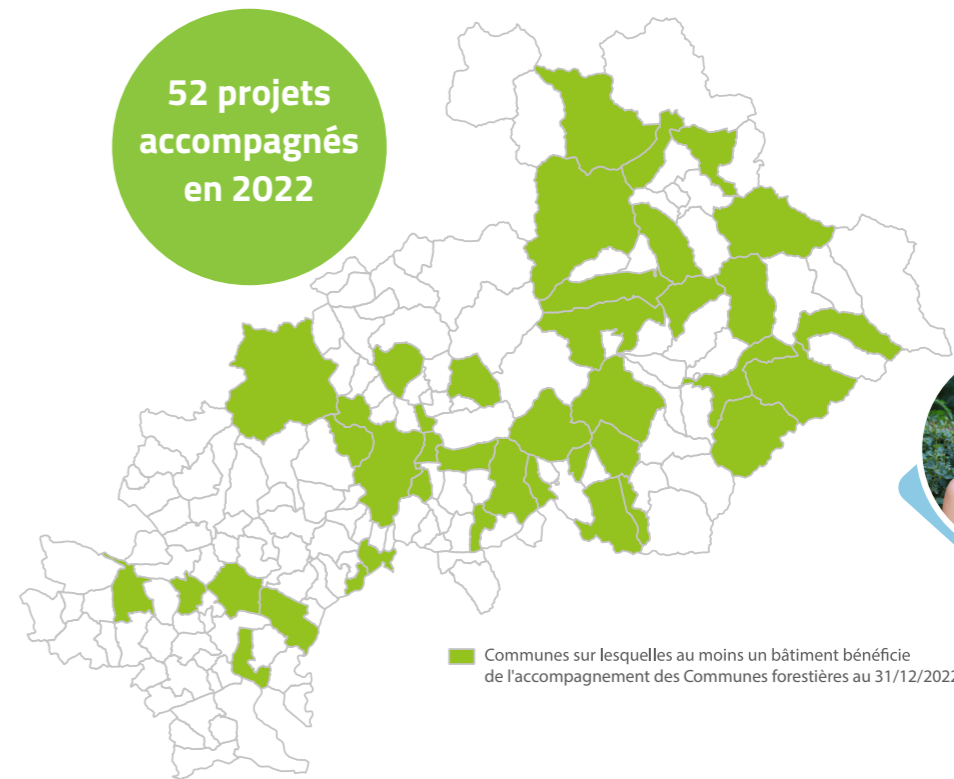 52 projets
accompagnés
en 2022
Communes sur lesquelles au moins un bâtiment bénéficie
de l'accompagnement des Communes forestières au 31/12/2022